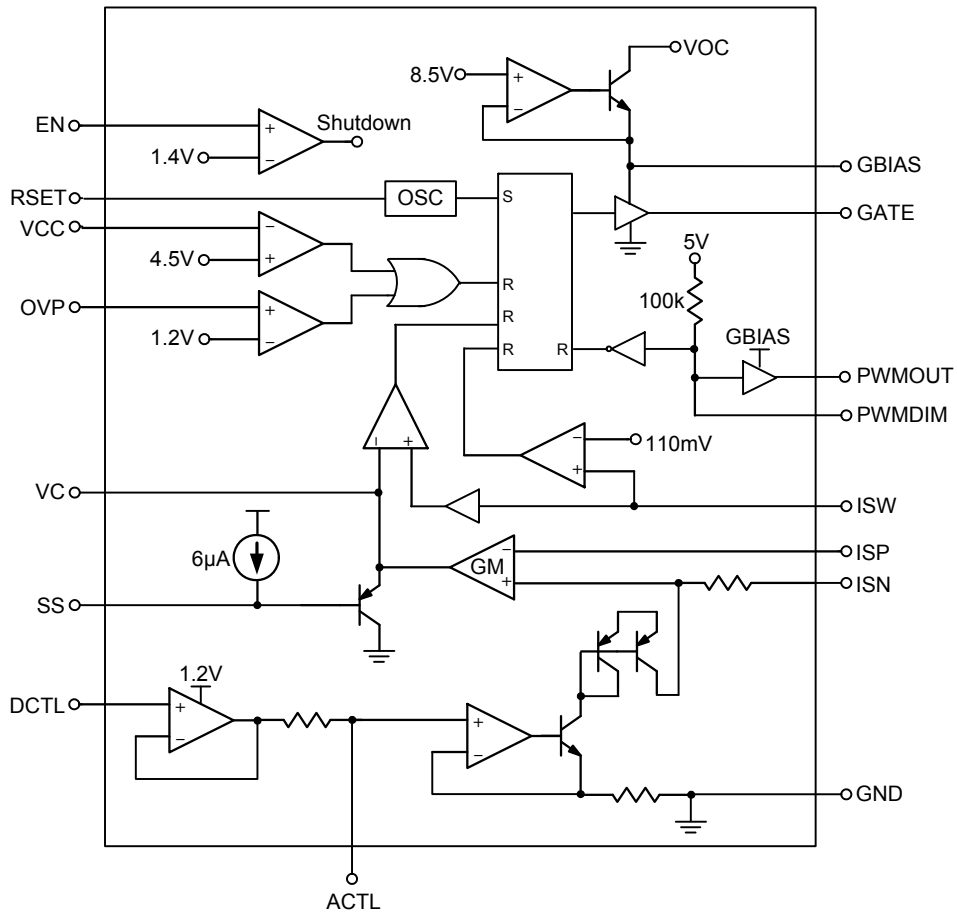 VOC
8.5V
+
−
EN
+
−
Shutdown
1.4V
GBIAS
RSET
OSC
S
GATE
VCC
−
+
4.5V
5V
R
100k
OVP
+
−
1.2V
R
R
R
GBIAS
PWMOUT
PWMDIM
− +
−
+
110mV
VC
ISW
6µA
GM
−
+
ISP
ISN
SS
1.2V
DCTL
+
−
+
−
GND
ACTL